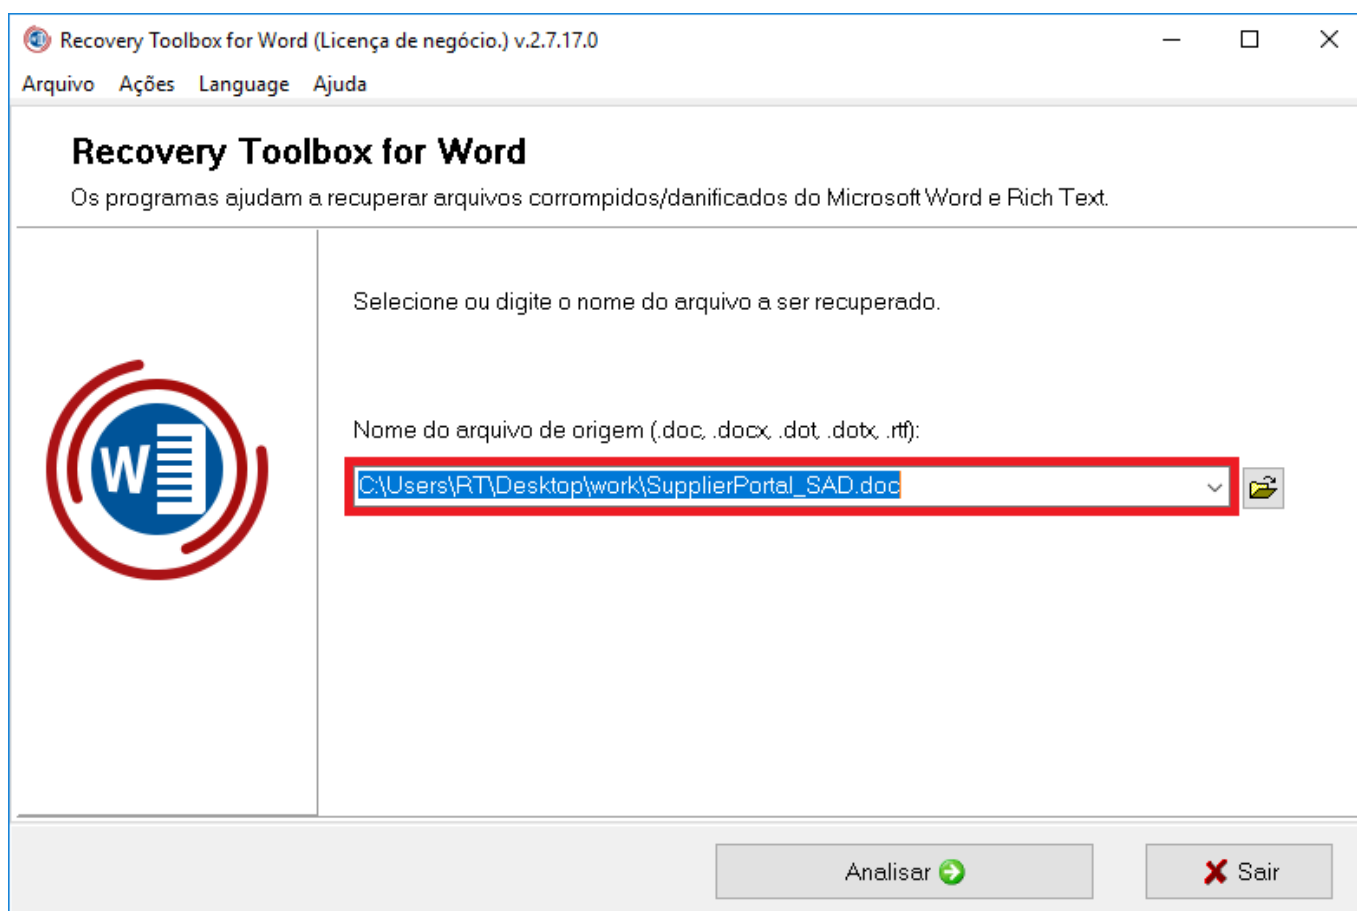 Recovery Toolbox for Word (Licença de negócio.) v.2.7.17.0
Arquivo Ações Language Ajuda
Recovery Toolbox for Word
Os programas ajudam a recuperar arquivos corrompidos/danificados do Microsoft Word e Rich Text.
Selecione ou digite o nome do arquivo a ser recuperado.
W
Nome do arquivo de origem (.doc, .docx, .dot, .dotx, .rtf):
C:\Users\RT\Desktop\work\SupplierPortal_SAD.doc
Analisar
Sair